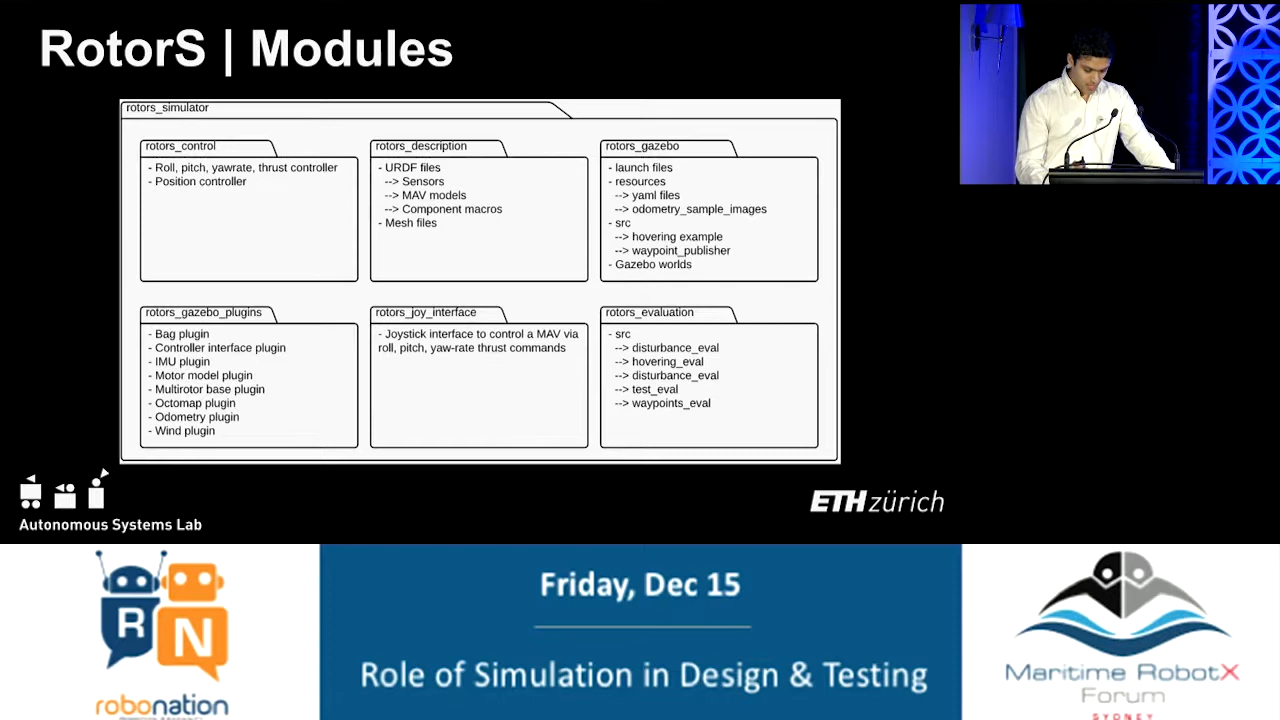 RotorS | Modules
rotors_simulator
rotors_control
- Roll, pitch, yawrate, thrust controller
- Position controller
rotors_description
- URDF files
--> Sensors
--> MAV models
--> Component macros
- Mesh files
rotors_gazebo
- launch files
- resources
--> yaml files
--> odometry_sample_images
- src
--> hovering example
--> waypoint_publisher
- Gazebo worlds
rotors_gazebo_plugins
- Bag plugin
- Controller interface plugin
- IMU plugin
- Motor model plugin
- Multirotor base plugin
- Octomap plugin
- Odometry plugin
- Wind plugin
rotors_joy_interface
- Joystick interface to control a MAV via
roll, pitch, yaw-rate thrust commands
rotors_evaluation
- src
--> disturbance_eval
--> hovering_eval
--> disturbance_eval
--> test_eval
--> waypoints_eval
Autonomous Systems Lab
ETH zürich
R N
robonation
Friday, Dec 15
Role of Simulation in Design & Testing
Maritime RobotX
Forum
SYDNEY